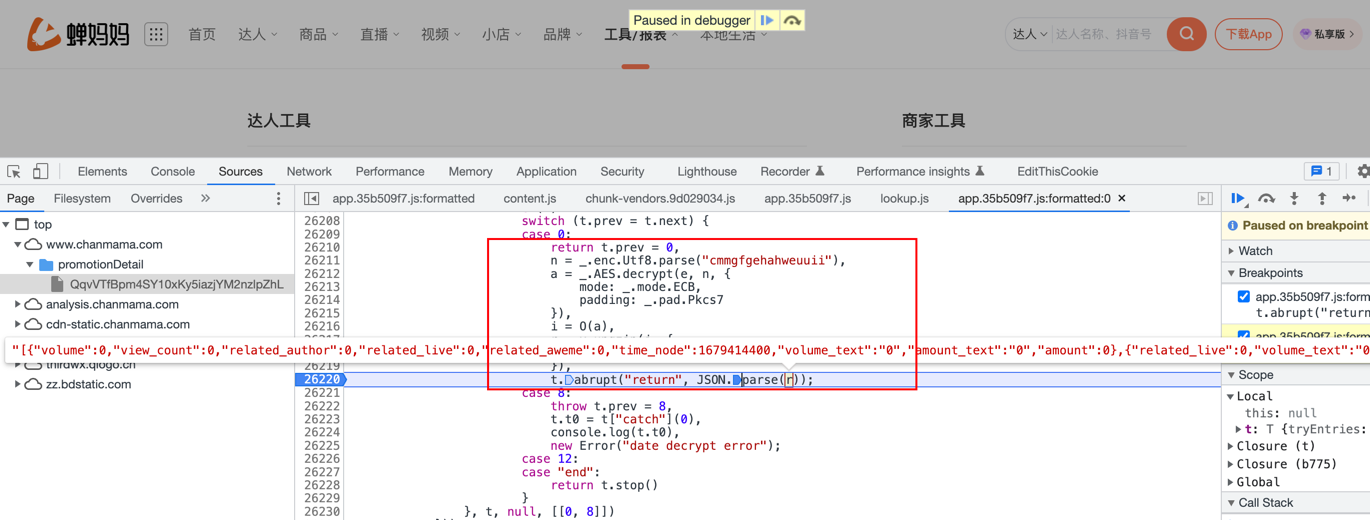 Paused in debugger
蝉妈妈 首页 达人 商品 直播 视频 小店 品牌 工具/报表 本地生活 达人 达人名称、抖音号 下载App 私享版
达人工具 商家工具
Elements Console Sources Network Performance Memory Application Security Lighthouse Recorder Performance insights EditThisCookie 1
Page Filesystem Overrides » app.35b509f7.js:formatted content.js chunk-vendors.9d029034.js app.35b509f7.js lookup.js app.35b509f7.js:formatted:0 ×
top
www.chanmama.com
promotionDetail
QqvVTfBpm4SY10xKy5iazjYM2nzlpZhL
analysis.chanmama.com
cdn-static.chanmama.com
thirdwx.qlogo.cn
zz.bdstatic.com
26208 switch (t.prev = t.next) {
26209 case 0:
26210 return t.prev = 0,
26211 n = _.enc.Utf8.parse("cmmgfgehahweuuii"),
26212 a = _.AES.decrypt(e, n, {
26213 mode: _.mode.ECB,
26214 padding: _.pad.Pkcs7
26215 }),
26216 i = O(a),
"[{"volume":0,"view_count":0,"related_author":0,"related_live":0,"related_aweme":0,"time_node":1679414400,"volume_text":"0","amount_text":"0","amount":0},{"related_live":0,"volume_text":"0
}),
26220 t.abrupt("return", JSON.parse(r));
26221 case 8:
26222 throw t.prev = 8,
26223 t.t0 = t["catch"](0),
26224 console.log(t.t0),
26225 new Error("date decrypt error");
26226 case 12:
26227 case "end":
26228 return t.stop()
26229 }
26230 }, t, null, [[0, 8]])
Paused on breakpoint
Watch
Breakpoints
app.35b509f7.js:form
t.abrupt("return
app.35b509f7.js:form
Scope
Local
this: null
t: T {tryEntries:
Closure (t)
Closure (b775)
Global
Call Stack